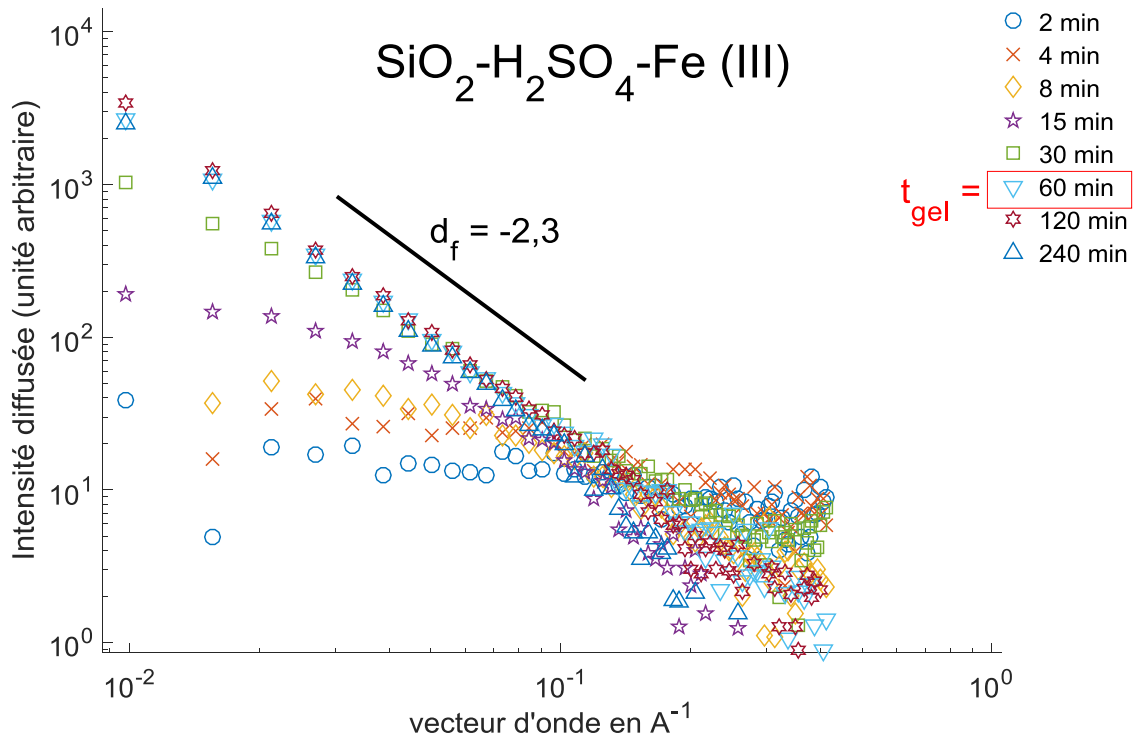 SiO2-H2SO4-Fe (III)
2 min
4 min
8 min
15 min
30 min
tgel = 60 min
120 min
240 min
df = -2,3
Intensité diffusée (unité arbitraire)
10^4
10^3
10^2
10^1
10^0
10^-2
10^-1
10^0
vecteur d'onde en A^-1